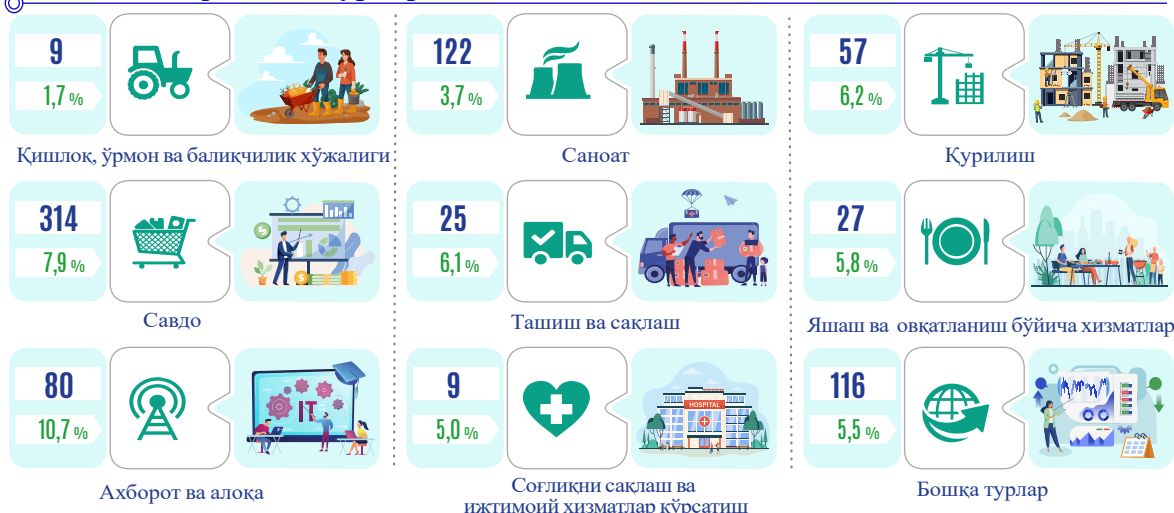 9
1,7 %
Қишлоқ, ўрмон ва балиқчилик хўжалиги
122
3,7 %
Саноат
57
6,2 %
Қурилиш
314
7,9 %
Савдо
25
6,1 %
Ташиш ва сақлаш
27
5,8 %
Яшаш ва овқатланиш бўйича хизматлар
80
10,7 %
IT
Ахборот ва алоқа
9
5,0 %
HOSPITAL
Соғлиқни сақлаш ва
ижтимоий хизматлар кўрсатиш
116
5,5 %
Бошқа турлар